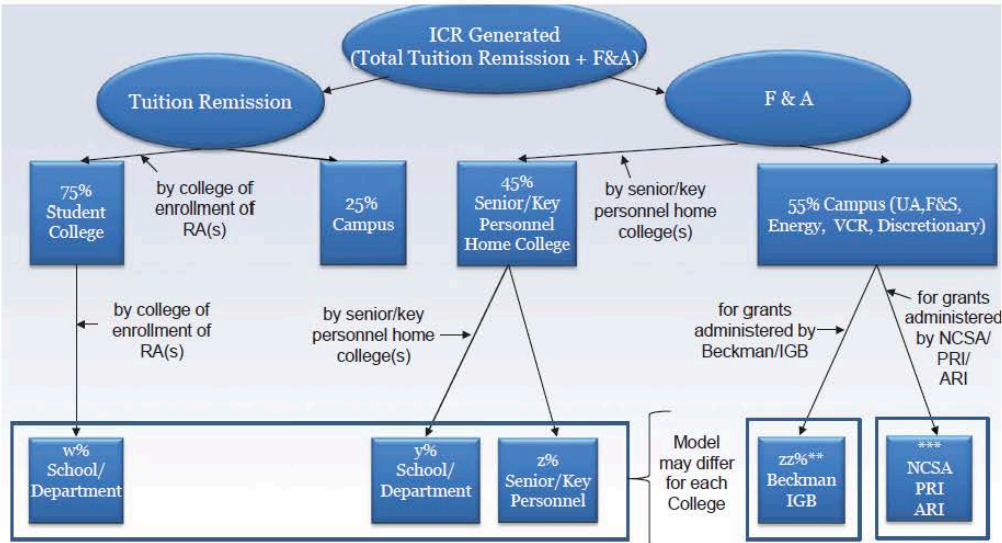 ICR Generated
(Total Tuition Remission + F&A)
Tuition Remission
F & A
75%
Student
College
by college of
enrollment of
RA(s)
25%
Campus
45%
Senior/Key
Personnel
Home College
by senior/key
personnel home
college(s)
55% Campus (UA,F&S,
Energy, VCR, Discretionary)
by college of
enrollment of
RA(s)
by senior/key
personnel home
college(s)
for grants
administered by
Beckman/IGB
for grants
administered
by NCSA/
PRI/
ARI
w%
School/
Department
y%
School/
Department
z%
Senior/Key
Personnel
Model
may differ
for each
College
zz%**
Beckman
IGB
***
NCSA
PRI
ARI